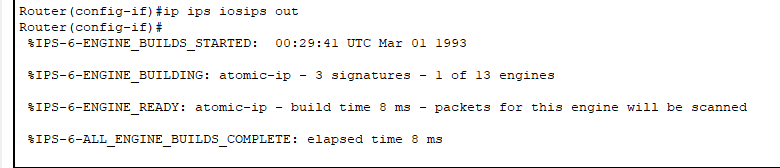 Router(config-if)#ip ips iosips out
Router(config-if)#
%IPS-6-ENGINE_BUILDS_STARTED:  00:29:41 UTC Mar 01 1993
%IPS-6-ENGINE_BUILDING: atomic-ip - 3 signatures - 1 of 13 engines
%IPS-6-ENGINE_READY: atomic-ip - build time 8 ms - packets for this engine will be scanned
%IPS-6-ALL_ENGINE_BUILDS_COMPLETE: elapsed time 8 ms